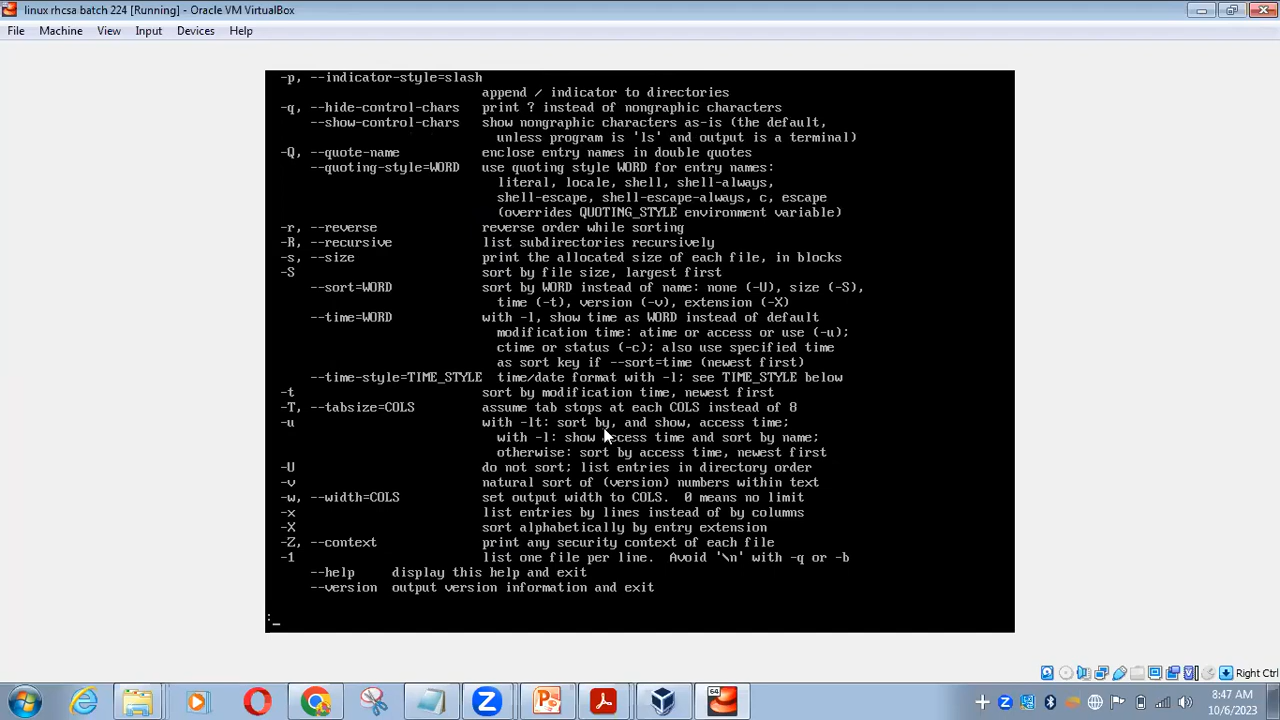 linux rhcsa batch 224 [Running] - Oracle VM VirtualBox
File Machine View Input Devices Help
-p, --indicator-style=slash
append / indicator to directories
-q, --hide-control-chars print ? instead of nongraphic characters
--show-control-chars show nongraphic characters as-is (the default,
unless program is 'ls' and output is a terminal)
-Q, --quote-name enclose entry names in double quotes
--quoting-style=WORD use quoting style WORD for entry names:
literal, locale, shell, shell-always,
shell-escape, shell-escape-always, c, escape
(overrides QUOTING_STYLE environment variable)
-r, --reverse reverse order while sorting
-R, --recursive list subdirectories recursively
-s, --size print the allocated size of each file, in blocks
-S sort by file size, largest first
--sort=WORD sort by WORD instead of name: none (-U), size (-S),
time (-t), version (-v), extension (-X)
--time=WORD with -l, show time as WORD instead of default
modification time: atime or access or use (-u);
ctime or status (-c); also use specified time
as sort key if --sort=time (newest first)
--time-style=TIME_STYLE time/date format with -l; see TIME_STYLE below
-t sort by modification time, newest first
-T, --tabsize=COLS assume tab stops at each COLS instead of 8
-u with -lt: sort by, and show, access time;
with -l: show access time and sort by name;
otherwise: sort by access time, newest first
-U do not sort; list entries in directory order
-v natural sort of (version) numbers within text
-w, --width=COLS set output width to COLS. 0 means no limit
-x list entries by lines instead of by columns
-X sort alphabetically by entry extension
-Z, --context print any security context of each file
-1 list one file per line. Avoid '\n' with -q or -b
--help display this help and exit
--version output version information and exit
:_
Right Ctrl
64
8:47 AM
10/6/2023